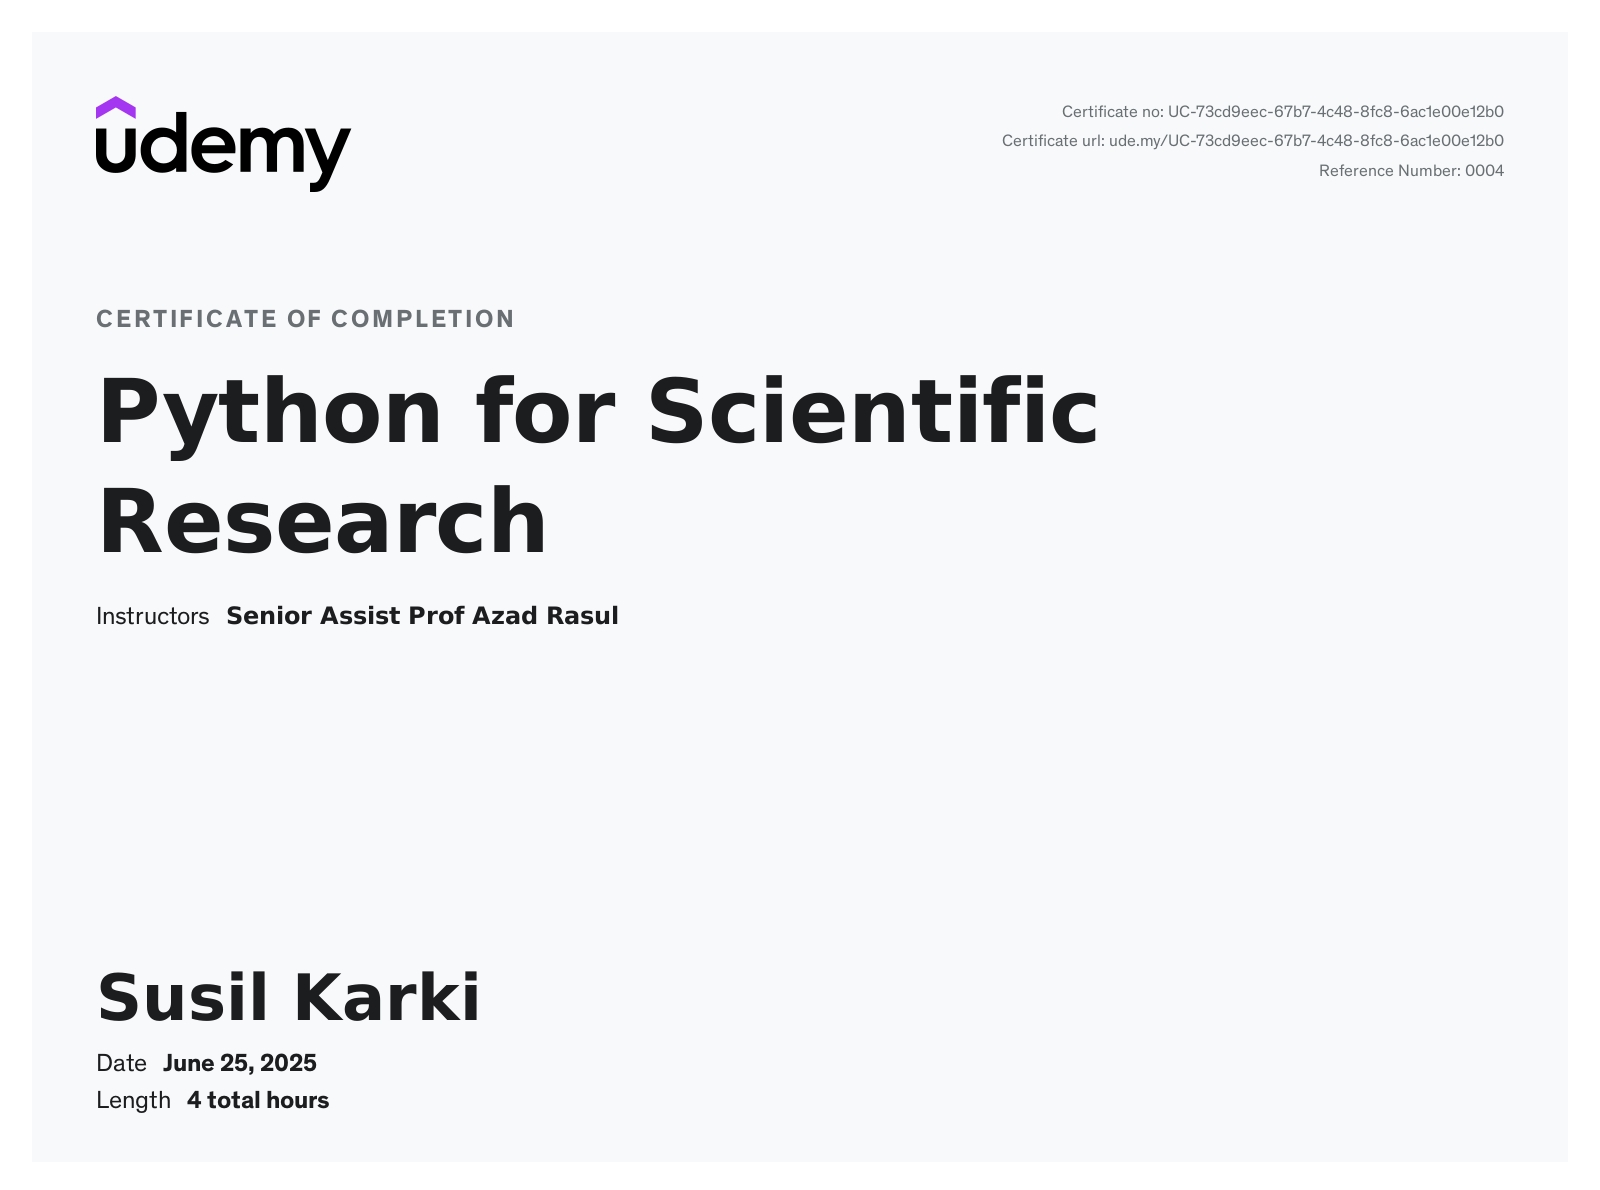 udemy
Certificate no: UC-73cd9eec-67b7-4c48-8fc8-6ac1e00e12b0
Certificate url: ude.my/UC-73cd9eec-67b7-4c48-8fc8-6ac1e00e12b0
Reference Number: 0004
CERTIFICATE OF COMPLETION
Python for Scientific
Research
Instructors Senior Assist Prof Azad Rasul
Susil Karki
Date June 25, 2025
Length 4 total hours